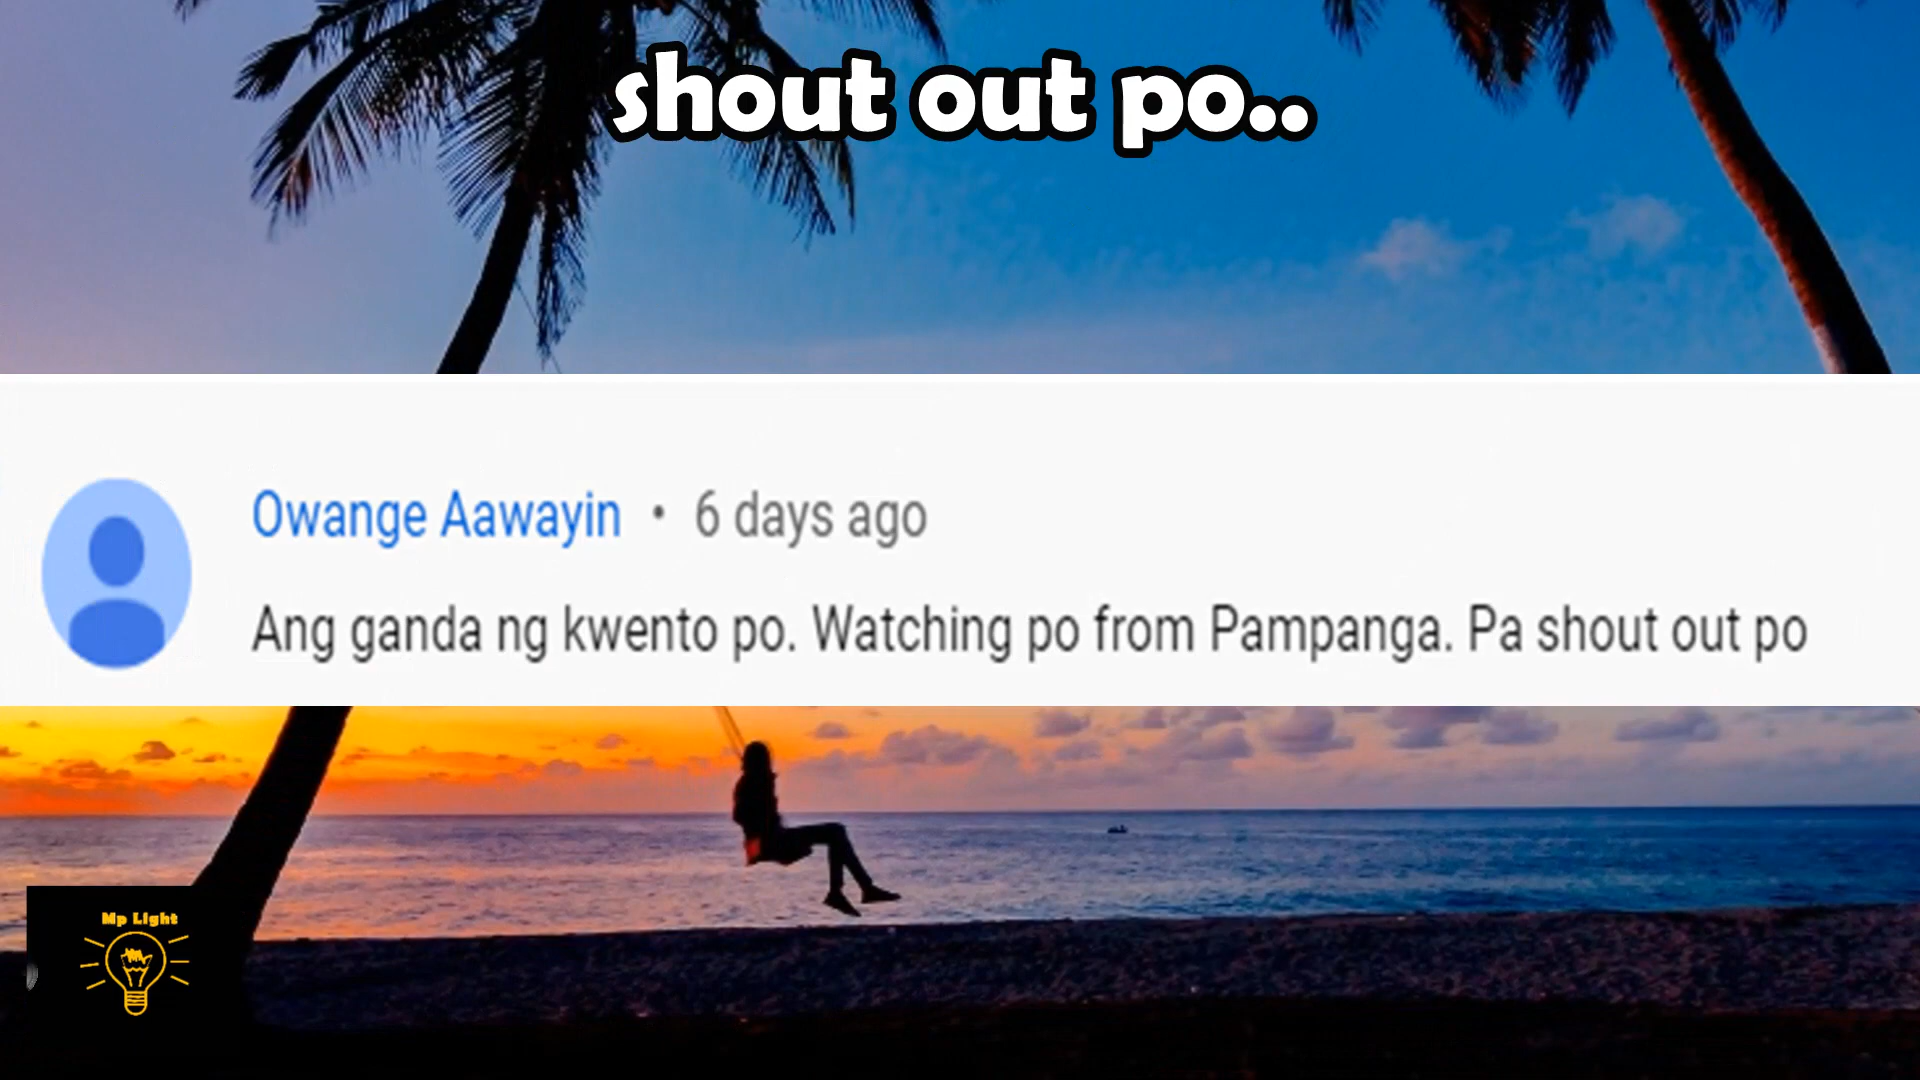 shout out po..
Owange Aawayin • 6 days ago
Ang ganda ng kwento po. Watching po from Pampanga. Pa shout out po
Mp Light